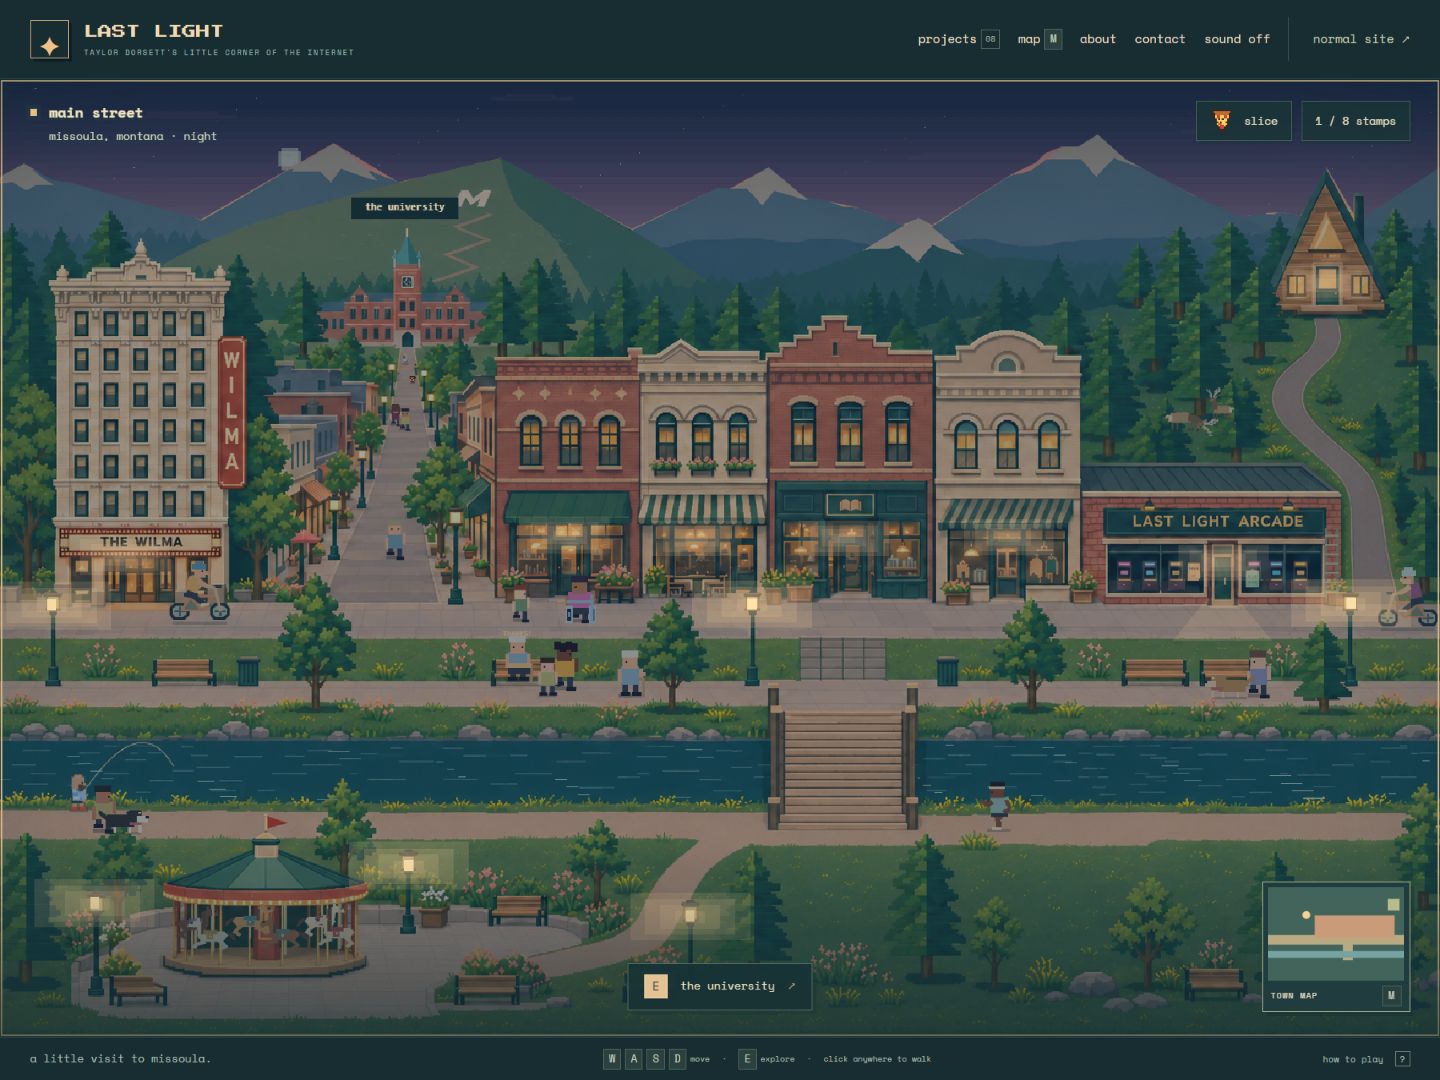 LAST LIGHT
TAYLOR DORSETT'S LITTLE CORNER OF THE INTERNET
projects 08 map M about contact sound off normal site ↗
main street
missoula, montana · night
slice
1 / 8 stamps
the university
M
WILMA
THE WILMA
LAST LIGHT ARCADE
E the university ↗
TOWN MAP M
a little visit to missoula.
W A S D move · E explore · click anywhere to walk
how to play ?